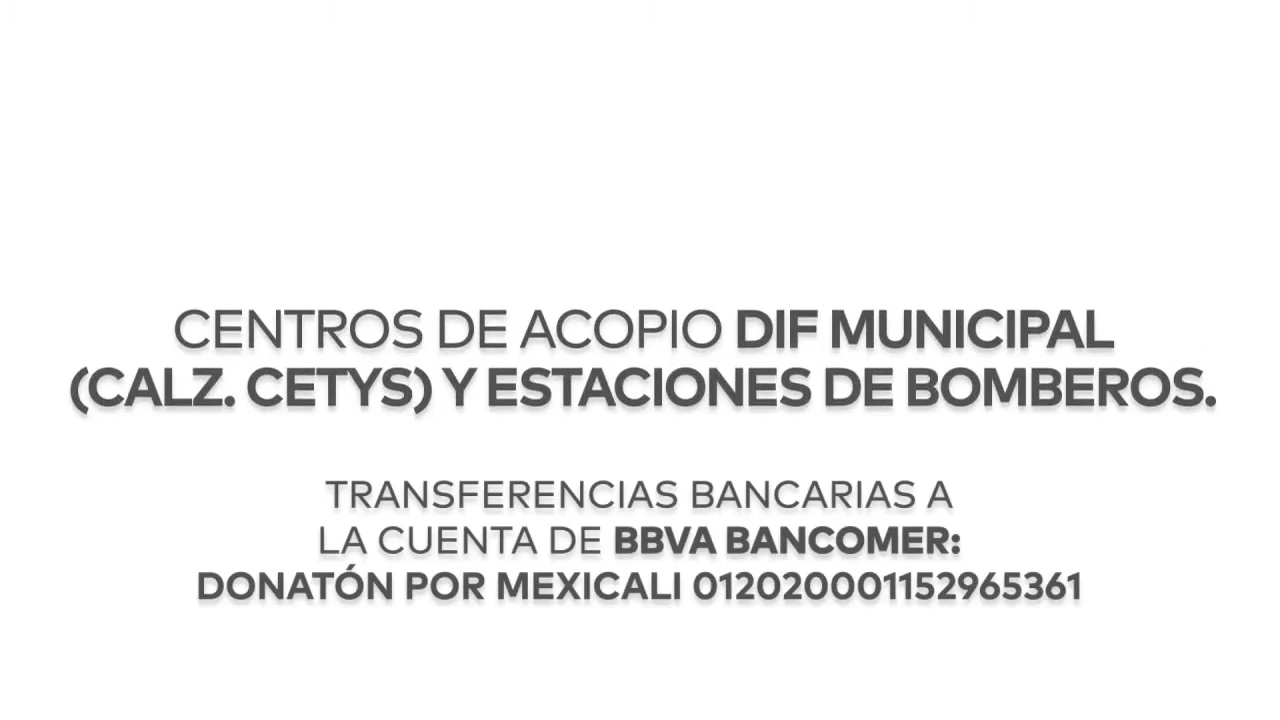 CENTROS DE ACOPIO DIF MUNICIPAL
(CALZ. CETYS) Y ESTACIONES DE BOMBEROS.
TRANSFERENCIAS BANCARIAS A
LA CUENTA DE BBVA BANCOMER:
DONATÓN POR MEXICALI 012020001152965361